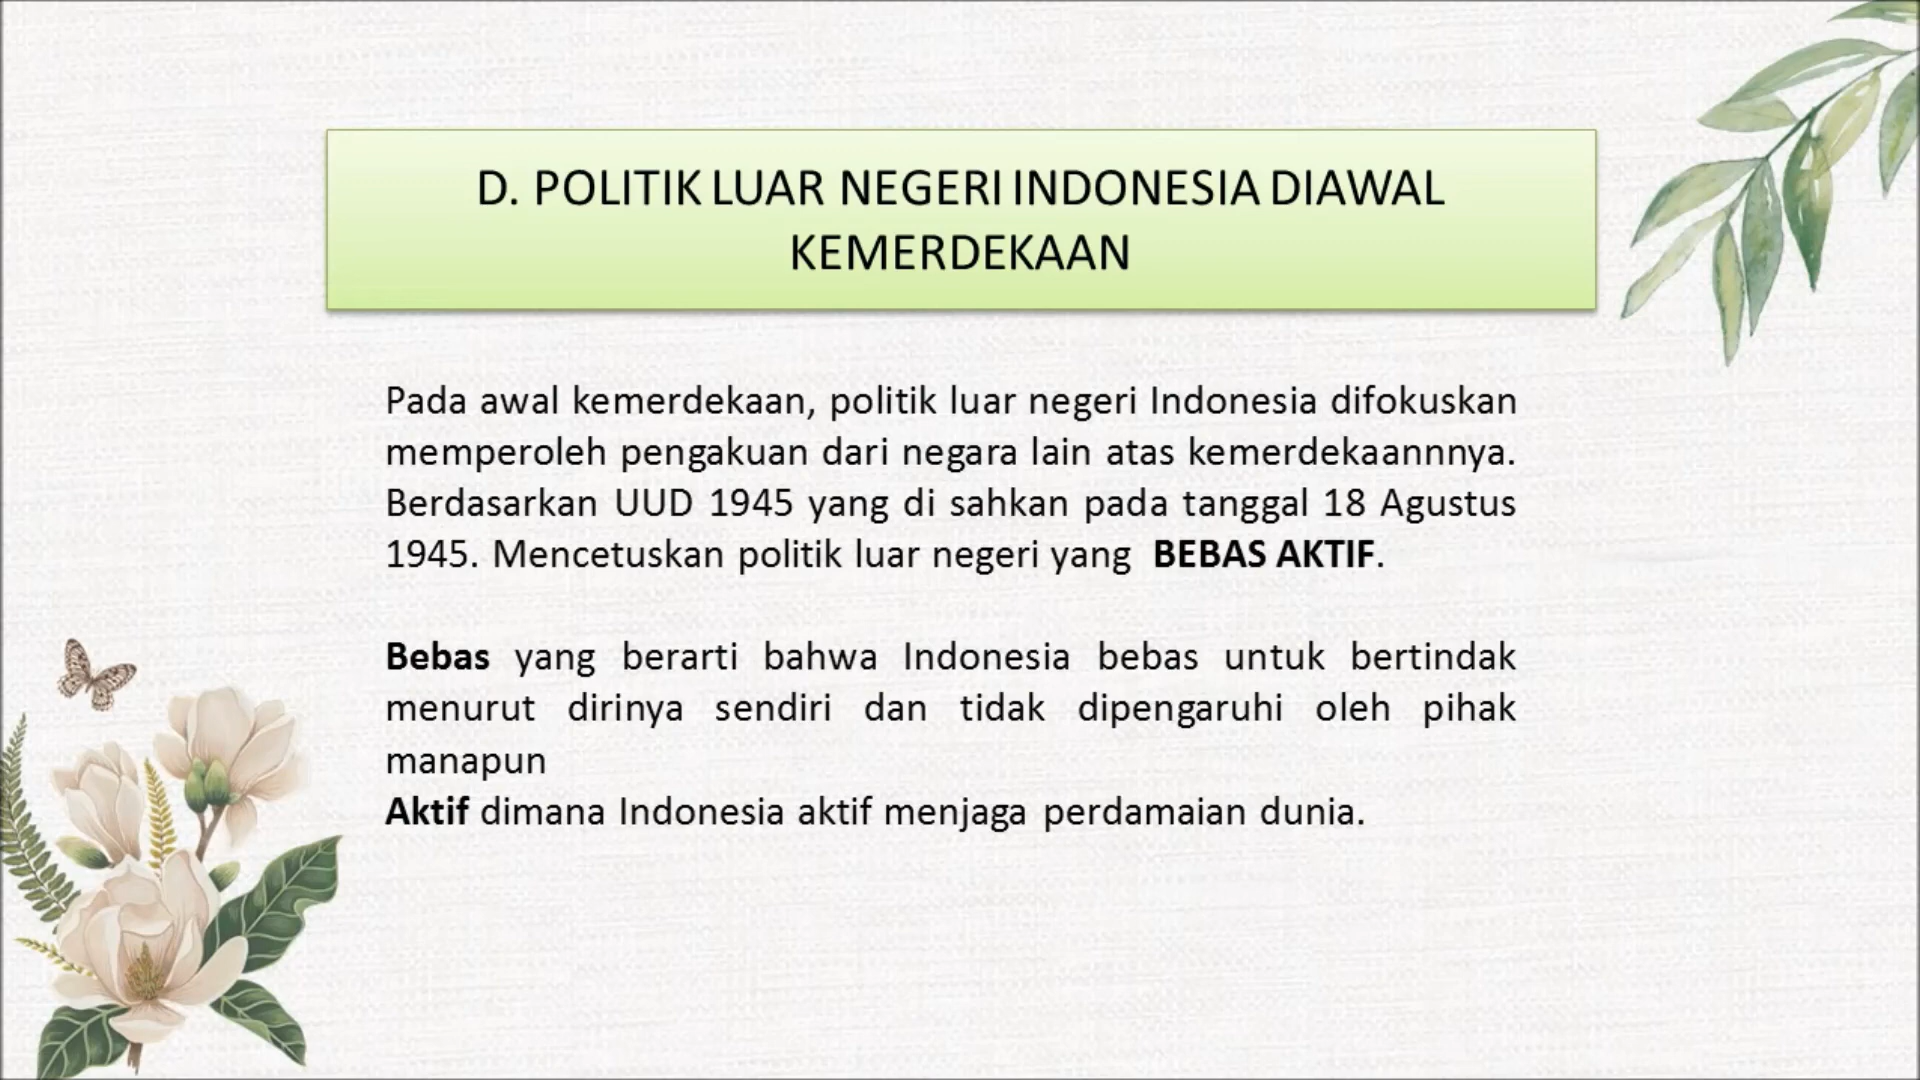 D. POLITIK LUAR NEGERI INDONESIA DIAWAL
KEMERDEKAAN
Pada awal kemerdekaan, politik luar negeri Indonesia difokuskan
memperoleh pengakuan dari negara lain atas kemerdekaannnya.
Berdasarkan UUD 1945 yang di sahkan pada tanggal 18 Agustus
1945. Mencetuskan politik luar negeri yang BEBAS AKTIF.
Bebas yang berarti bahwa Indonesia bebas untuk bertindak
menurut dirinya sendiri dan tidak dipengaruhi oleh pihak
manapun
Aktif dimana Indonesia aktif menjaga perdamaian dunia.